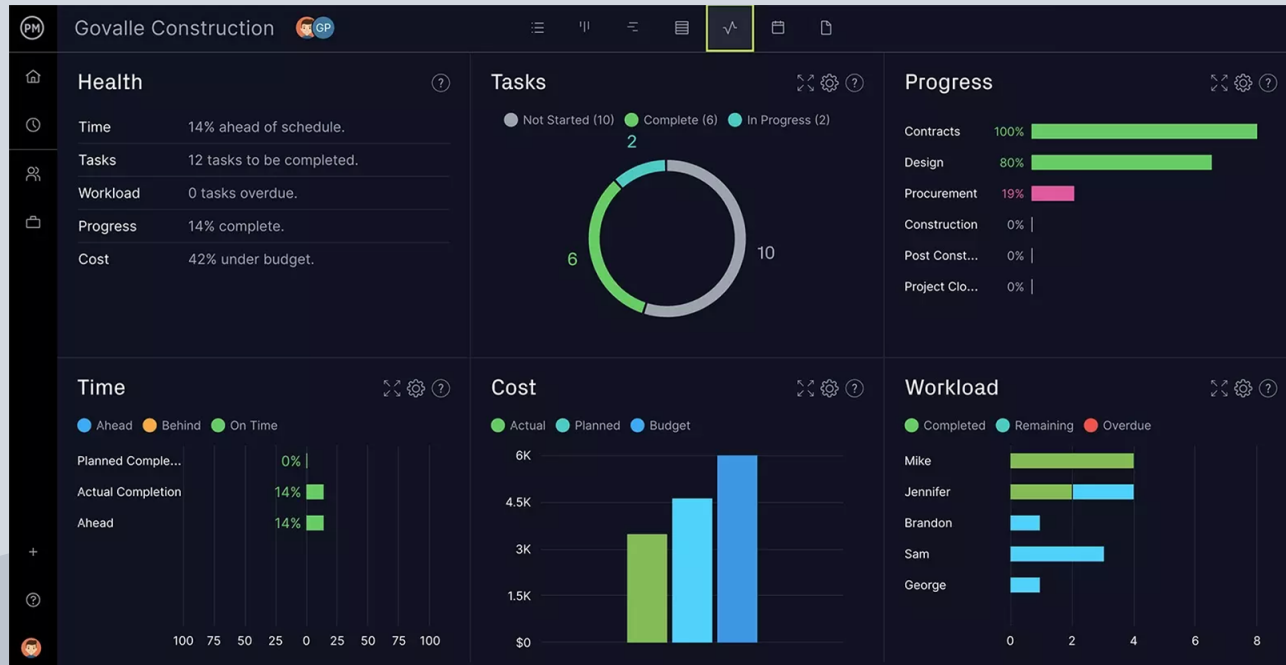 PM
Govalle Construction
GP
Health
?
Time 14% ahead of schedule.
Tasks 12 tasks to be completed.
Workload 0 tasks overdue.
Progress 14% complete.
Cost 42% under budget.
Tasks
?
Not Started (10) Complete (6) In Progress (2)
2
6
10
Progress
?
Contracts 100%
Design 80%
Procurement 19%
Construction 0%
Post Const... 0%
Project Clo... 0%
Time
?
Ahead Behind On Time
Planned Comple... 0%
Actual Completion 14%
Ahead 14%
100 75 50 25 0 25 50 75 100
Cost
?
Actual Planned Budget
6K
4.5K
3K
1.5K
$0
Workload
?
Completed Remaining Overdue
Mike
Jennifer
Brandon
Sam
George
0 2 4 6 8
+
?